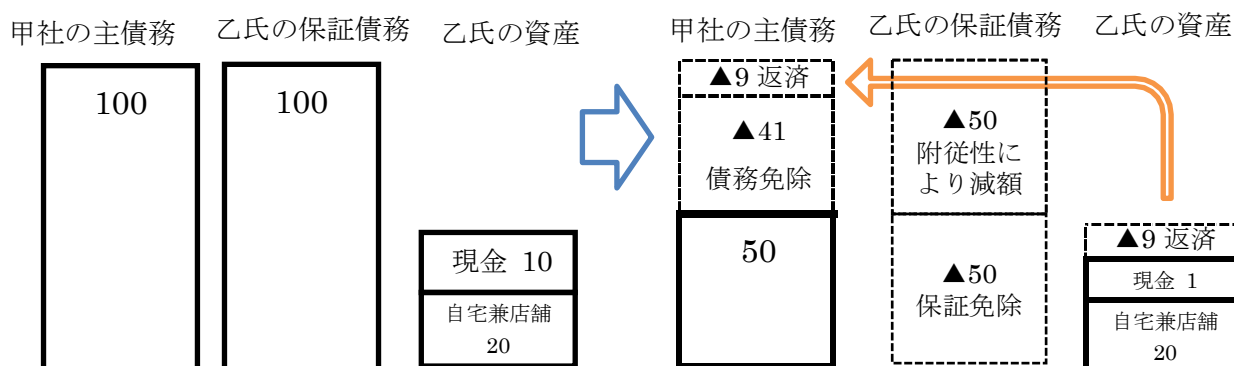 甲社の主債務
乙氏の保証債務
乙氏の資産
100
100
現金 10
自宅兼店舗
20
甲社の主債務
乙氏の保証債務
乙氏の資産
▲9 返済
▲41
債務免除
50
▲50
附従性に
より減額
▲50
保証免除
▲9 返済
現金 1
自宅兼店舗
20